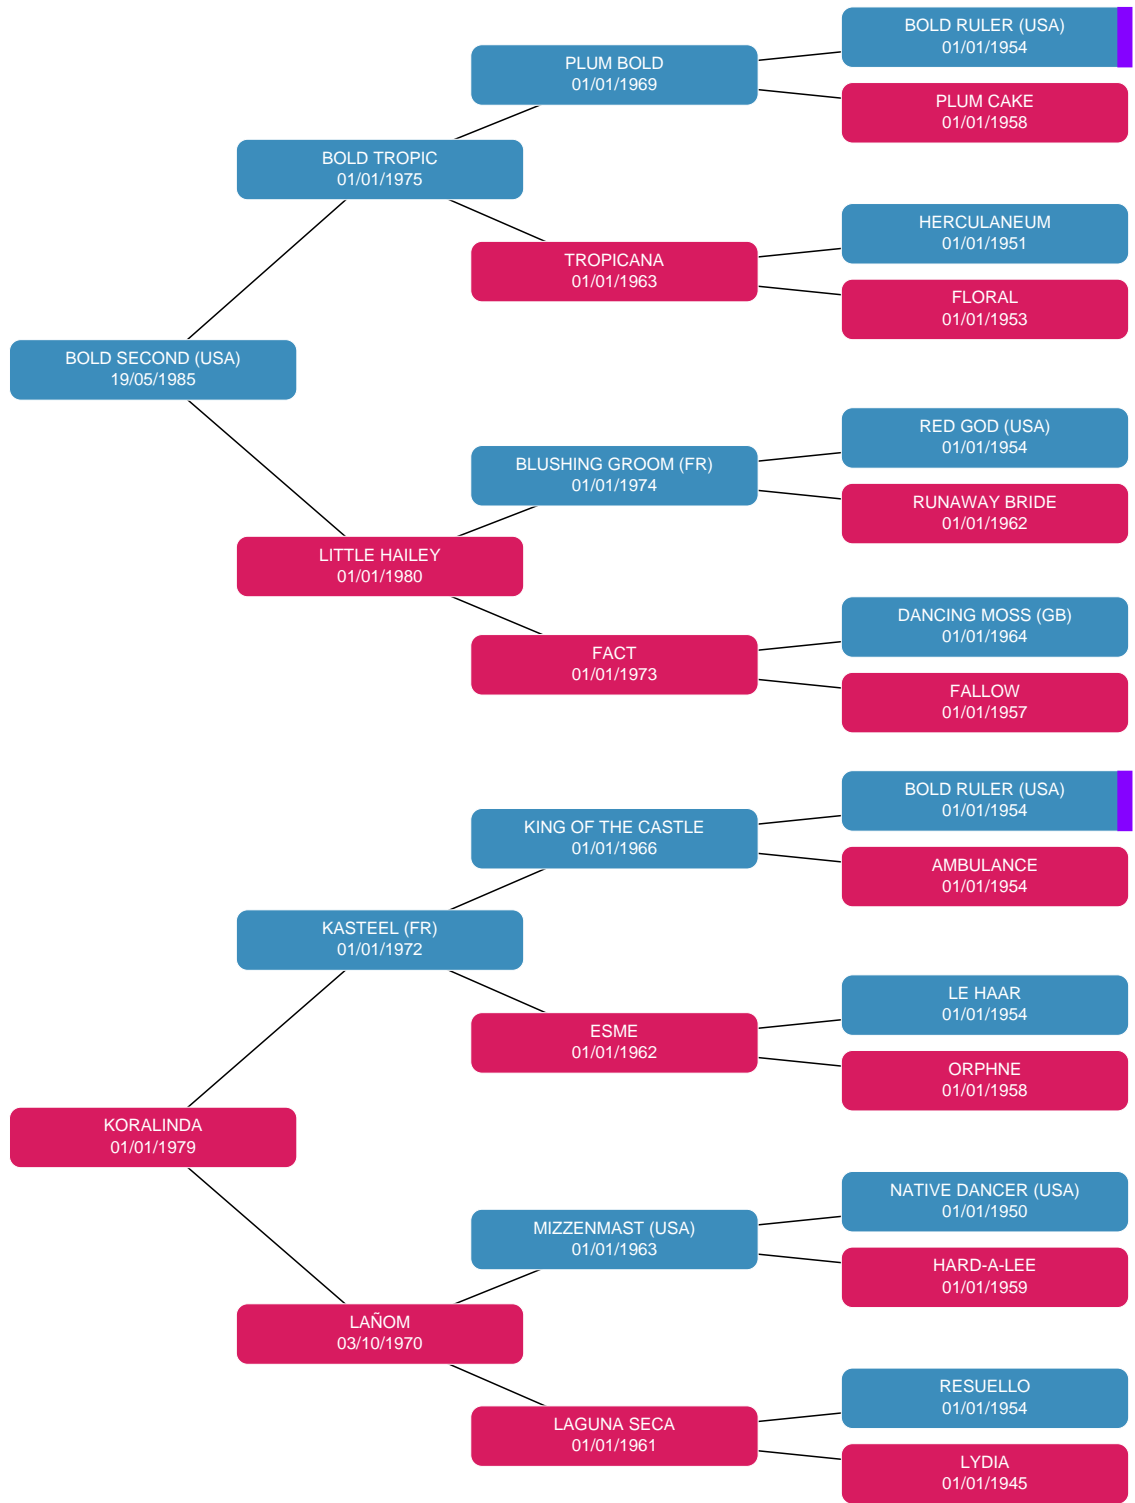 BOLD RULER (USA)
01/01/1954
PLUM BOLD
01/01/1969
PLUM CAKE
01/01/1958
BOLD TROPIC
01/01/1975
HERCULANEUM
01/01/1951
TROPICANA
01/01/1963
FLORAL
01/01/1953
BOLD SECOND (USA)
19/05/1985
RED GOD (USA)
01/01/1954
BLUSHING GROOM (FR)
01/01/1974
RUNAWAY BRIDE
01/01/1962
LITTLE HAILEY
01/01/1980
DANCING MOSS (GB)
01/01/1964
FACT
01/01/1973
FALLOW
01/01/1957
BOLD RULER (USA)
01/01/1954
KING OF THE CASTLE
01/01/1966
AMBULANCE
01/01/1954
KASTEEL (FR)
01/01/1972
LE HAAR
01/01/1954
ESME
01/01/1962
ORPHNE
01/01/1958
KORALINDA
01/01/1979
NATIVE DANCER (USA)
01/01/1950
MIZZENMAST (USA)
01/01/1963
HARD-A-LEE
01/01/1959
LAÑOM
03/10/1970
RESUELLO
01/01/1954
LAGUNA SECA
01/01/1961
LYDIA
01/01/1945